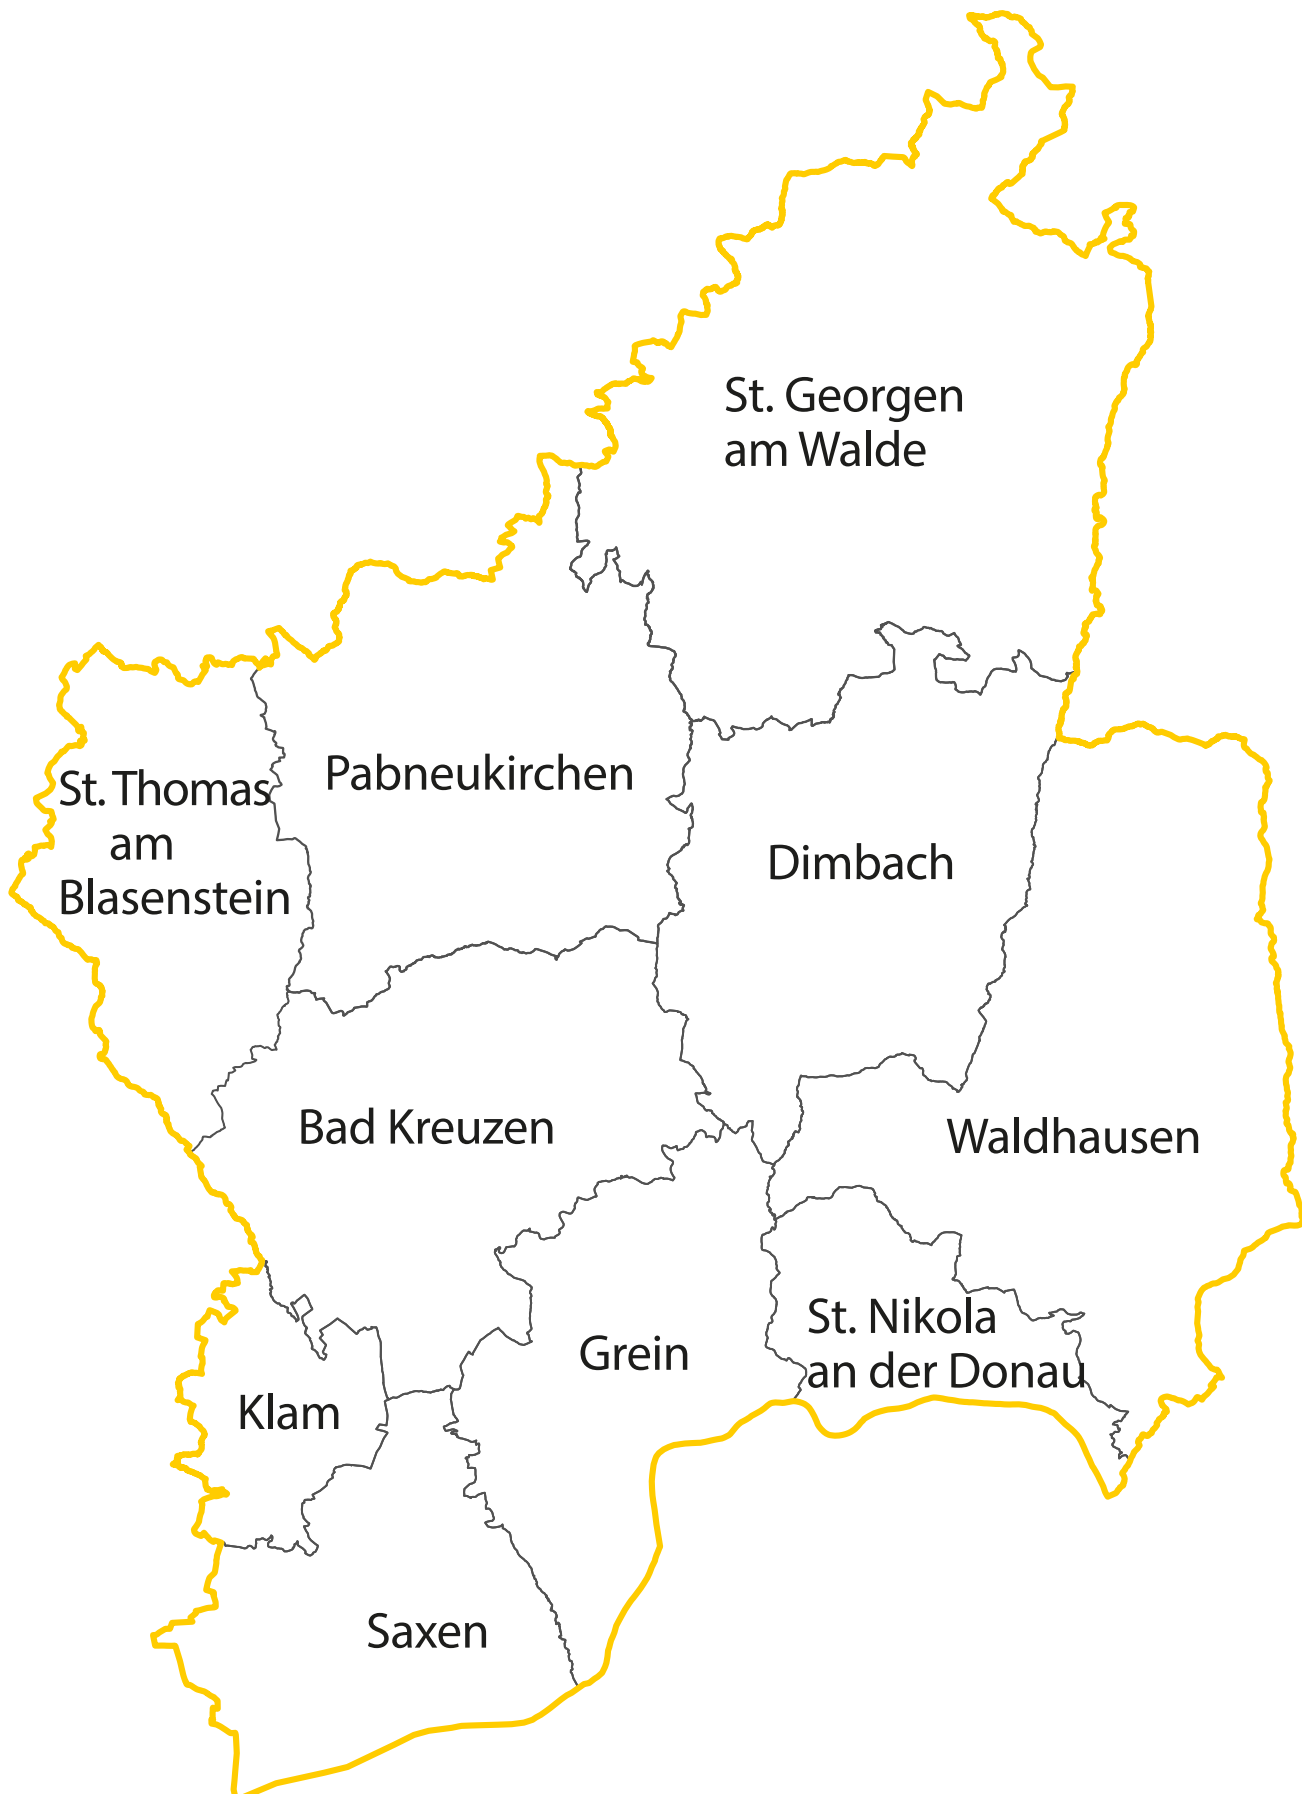 St. Georgen
am Walde
Pabneukirchen
St. Thomas
am
Blasenstein
Dimbach
Bad Kreuzen
Waldhausen
St. Nikola
an der Donau
Grein
Klam
Saxen